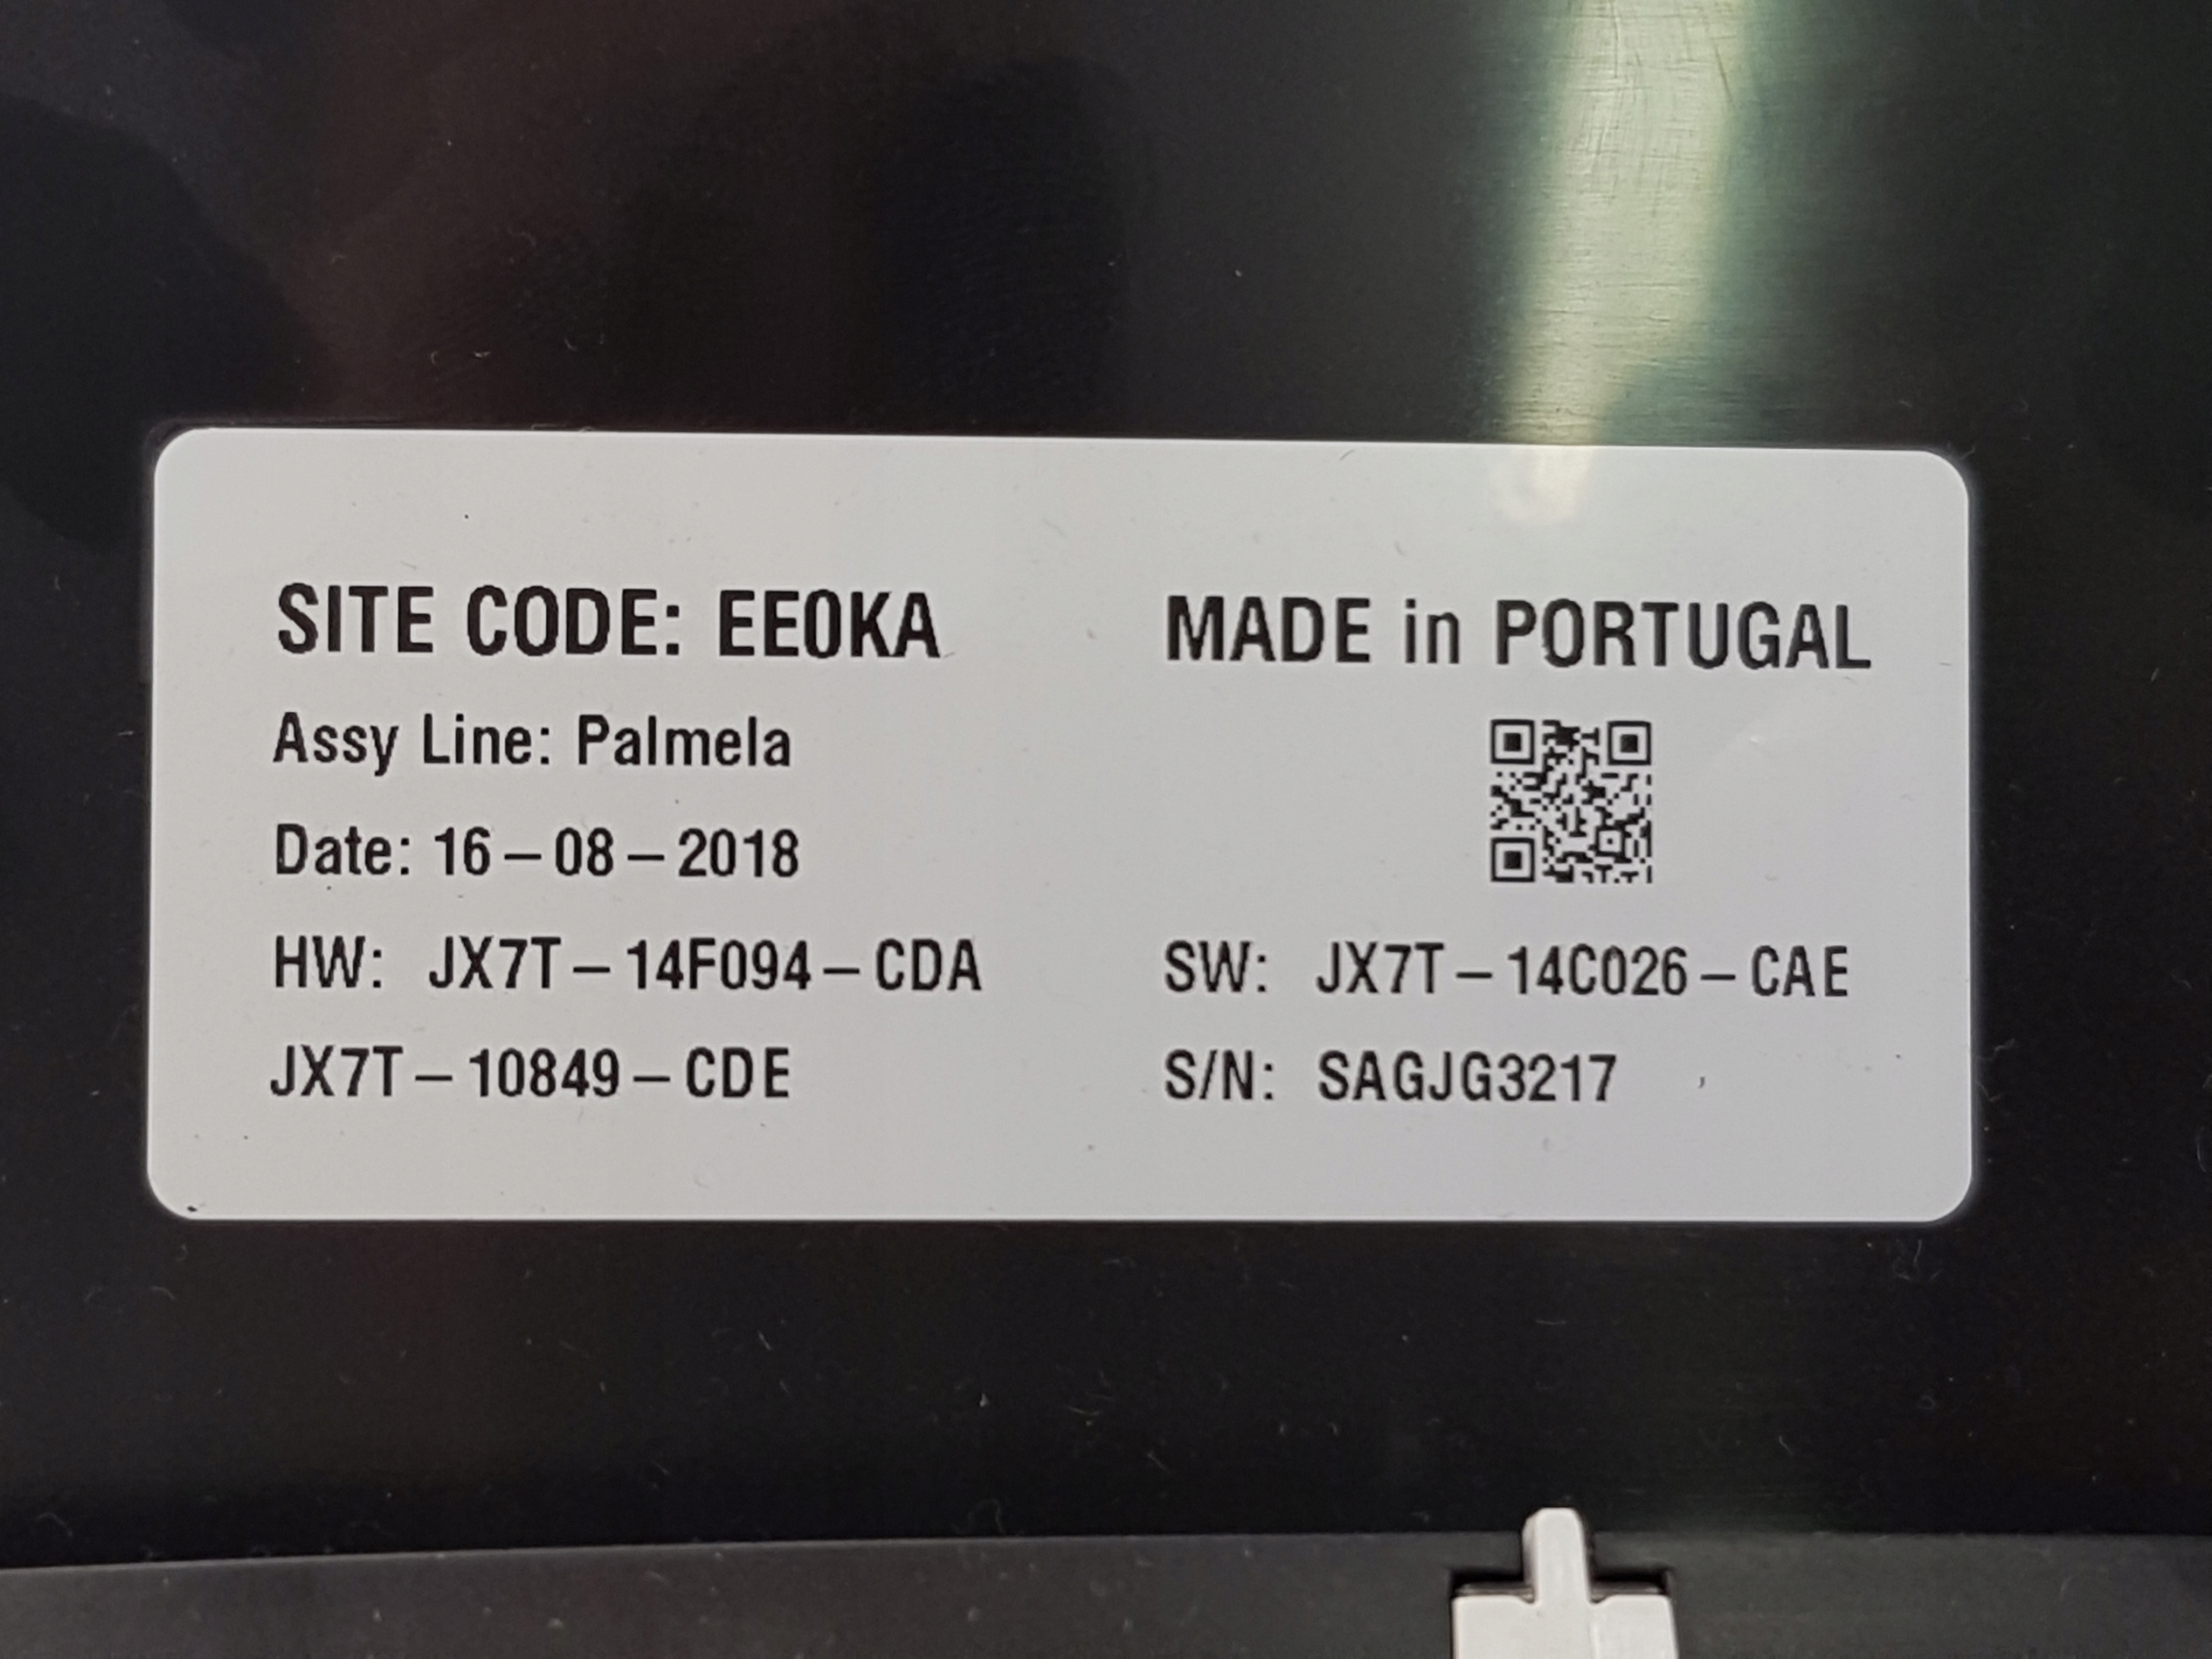 SITE CODE: EE0KA
MADE in PORTUGAL
Assy Line: Palmela
Date: 16–08–2018
HW: JX7T–14F094–CDA
SW: JX7T–14C026–CAE
JX7T–10849–CDE
S/N: SAGJG3217